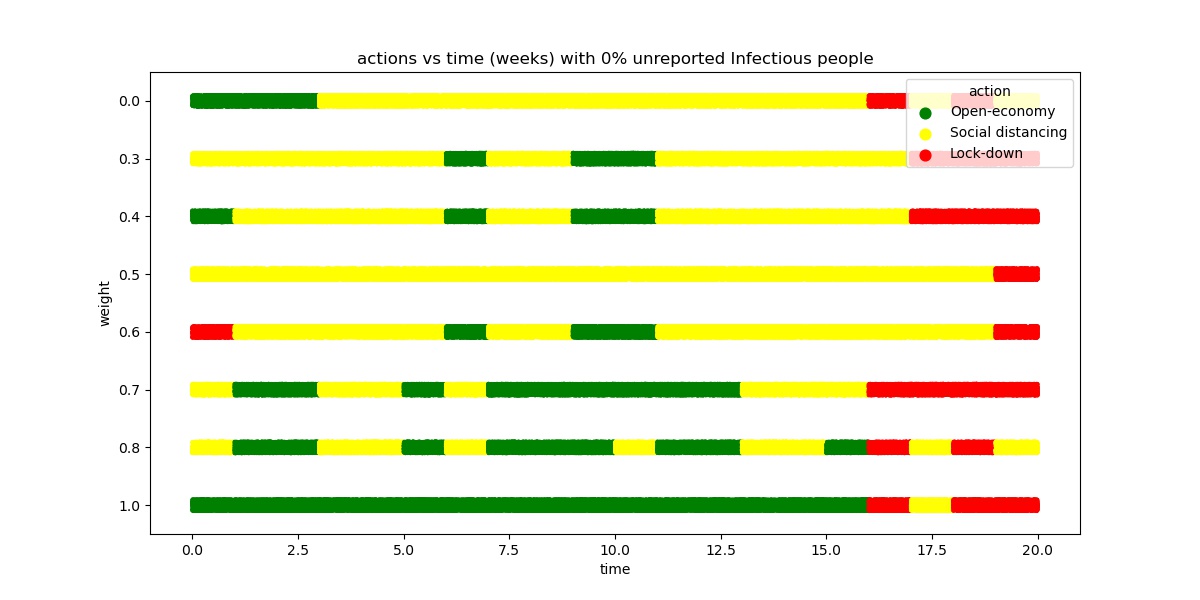 actions vs time (weeks) with 0% unreported Infectious people
action
Open-economy
Social distancing
Lock-down
weight
0.0
0.3
0.4
0.5
0.6
0.7
0.8
1.0
0.0 2.5 5.0 7.5 10.0 12.5 15.0 17.5 20.0
time